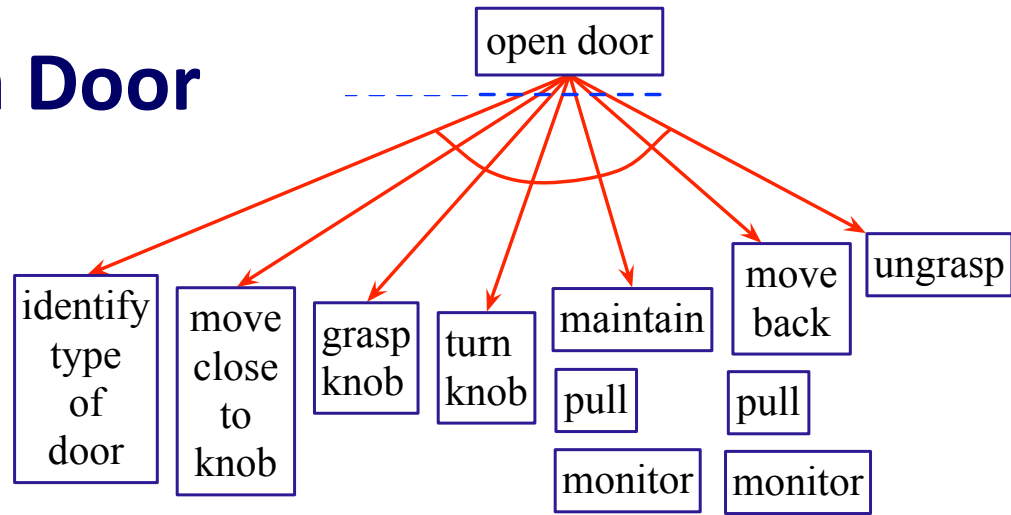 open door
Door
ungrasp
identify
type
of
door
move
close
to
knob
grasp
knob
turn
knob
maintain
pull
monitor
move
back
pull
monitor